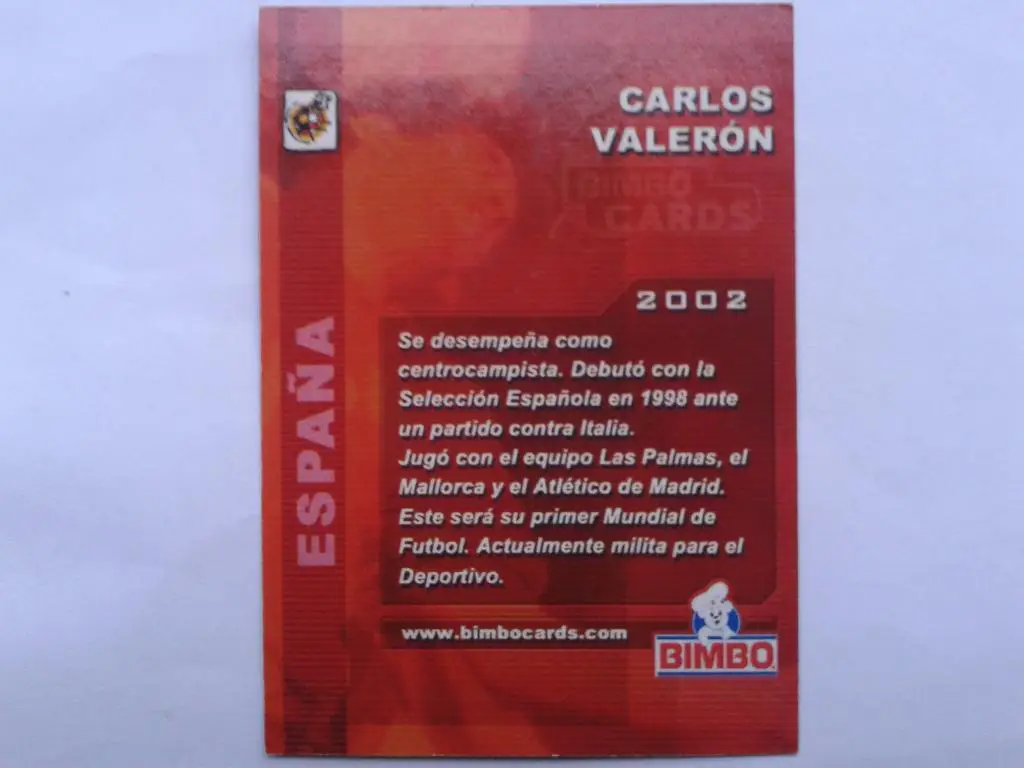 CARLOS
VALERÓN
BIMBO
CARDS
ESPAÑA
2002
Se desempeña como
centrocampista. Debutó con la
Selección Española en 1998 ante
un partido contra Italia.
Jugó con el equipo Las Palmas, el
Mallorca y el Atlético de Madrid.
Este será su primer Mundial de
Futbol. Actualmente milita para el
Deportivo.
www.bimbocards.com
BIMBO